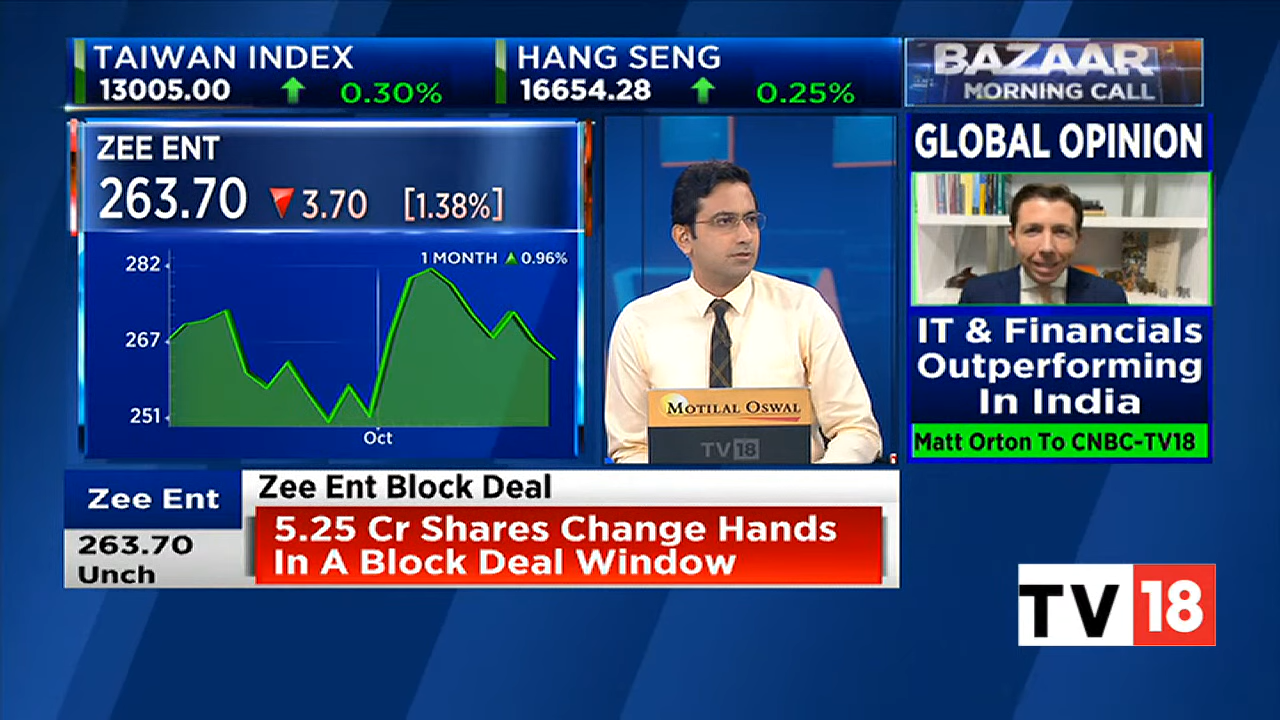 TAIWAN INDEX
13005.00 0.30%
HANG SENG
16654.28 0.25%
BAZAAR
MORNING CALL
ZEE ENT
263.70 3.70 [1.38%]
1 MONTH 0.96%
282
267
251
Oct
MOTILAL OSWAL
TV18
GLOBAL OPINION
IT & Financials
Outperforming
In India
Matt Orton To CNBC-TV18
Zee Ent
263.70
Unch
Zee Ent Block Deal
5.25 Cr Shares Change Hands
In A Block Deal Window
TV18